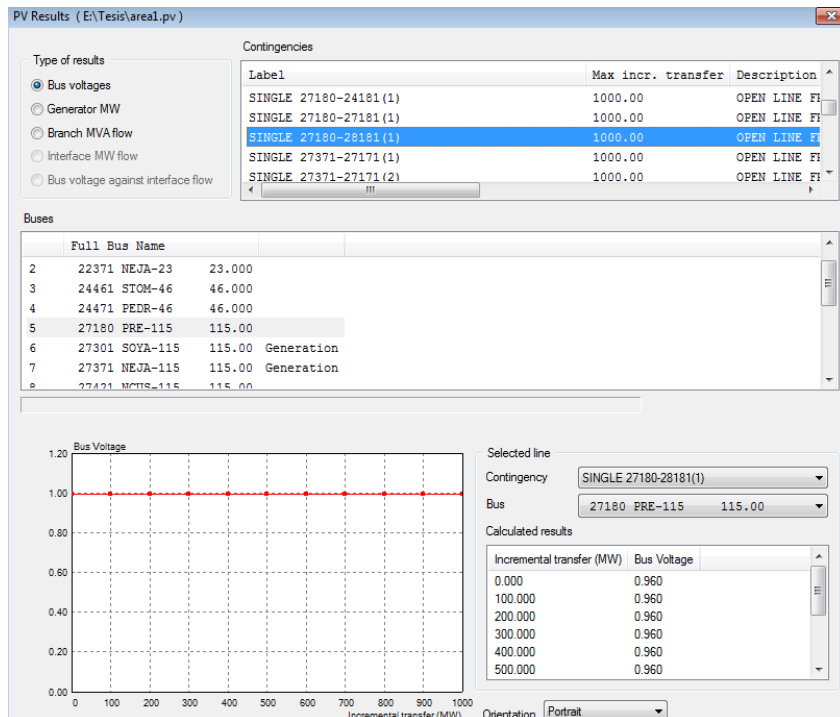 PV Results ( E:\Tesis\area1.pv )
Type of results
Bus voltages
Generator MW
Branch MVA flow
Interface MW flow
Bus voltage against interface flow
Contingencies
Label Max incr. transfer Description
SINGLE 27180-24181(1) 1000.00 OPEN LINE
SINGLE 27180-27181(1) 1000.00 OPEN LINE
SINGLE 27180-28181(1) 1000.00 OPEN LINE
SINGLE 27371-27171(1) 1000.00 OPEN LINE
SINGLE 27371-27171(2) 1000.00 OPEN LINE
Buses
Full Bus Name
2 22371 NEJA-23 23.000
3 24461 STOM-46 46.000
4 24471 PEDR-46 46.000
5 27180 PRE-115 115.00
6 27301 SOYA-115 115.00 Generation
7 27371 NEJA-115 115.00 Generation
8 27421 NCUS-115 115.00
Bus Voltage
1.20
1.00
0.80
0.60
0.40
0.20
0.00
0 100 200 300 400 500 600 700 800 900 1000
Incremental transfer (MW)
Selected line
Contingency SINGLE 27180-28181(1)
Bus 27180 PRE-115 115.00
Calculated results
Incremental transfer (MW) Bus Voltage
0.000 0.960
100.000 0.960
200.000 0.960
300.000 0.960
400.000 0.960
500.000 0.960
Orientation Portrait